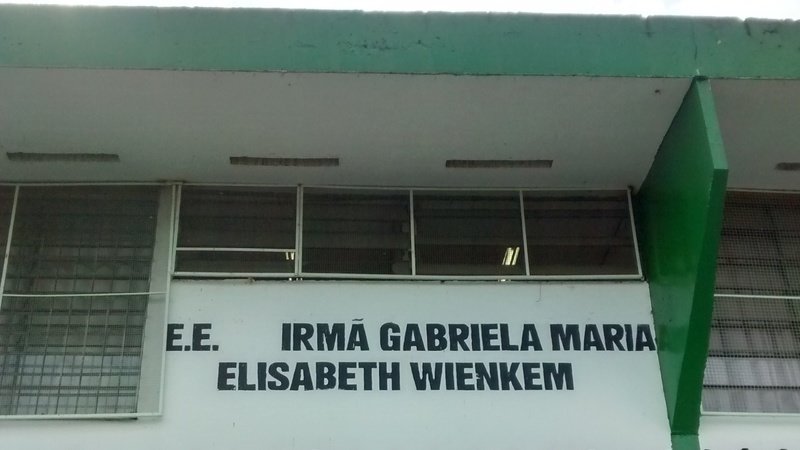 E.E. IRMÃ GABRIELA MARIA
ELISABETH WIENKEM